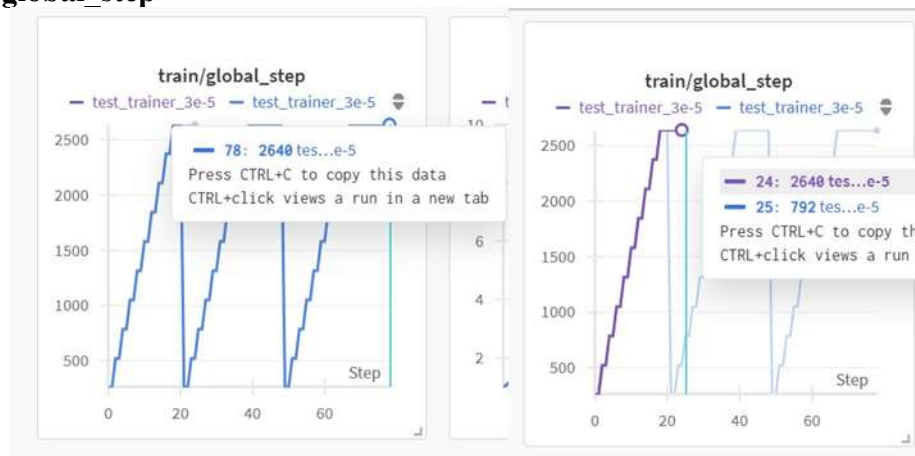 global_step
train/global_step
test_trainer_3e-5 test_trainer_3e-5
2500
2000
1500
1000
500
0 20 40 60
Step
78: 2640 tes...e-5
Press CTRL+C to copy this data
CTRL+click views a run in a new tab
10
6
4
2
train/global_step
test_trainer_3e-5 test_trainer_3e-5
2500
2000
1500
1000
500
0 20 40 60
Step
24: 2640 tes...e-5
25: 792 tes...e-5
Press CTRL+C to copy th
CTRL+click views a run